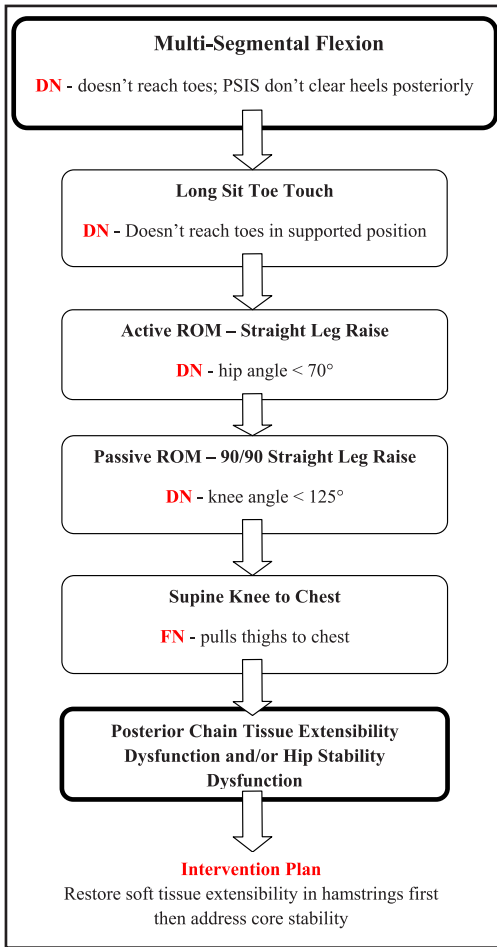 Multi-Segmental Flexion
DN - doesn’t reach toes; PSIS don’t clear heels posteriorly
Long Sit Toe Touch
DN - Doesn’t reach toes in supported position
Active ROM – Straight Leg Raise
DN - hip angle < 70°
Passive ROM – 90/90 Straight Leg Raise
DN - knee angle < 125°
Supine Knee to Chest
FN - pulls thighs to chest
Posterior Chain Tissue Extensibility
Dysfunction and/or Hip Stability
Dysfunction
Intervention Plan
Restore soft tissue extensibility in hamstrings first
then address core stability